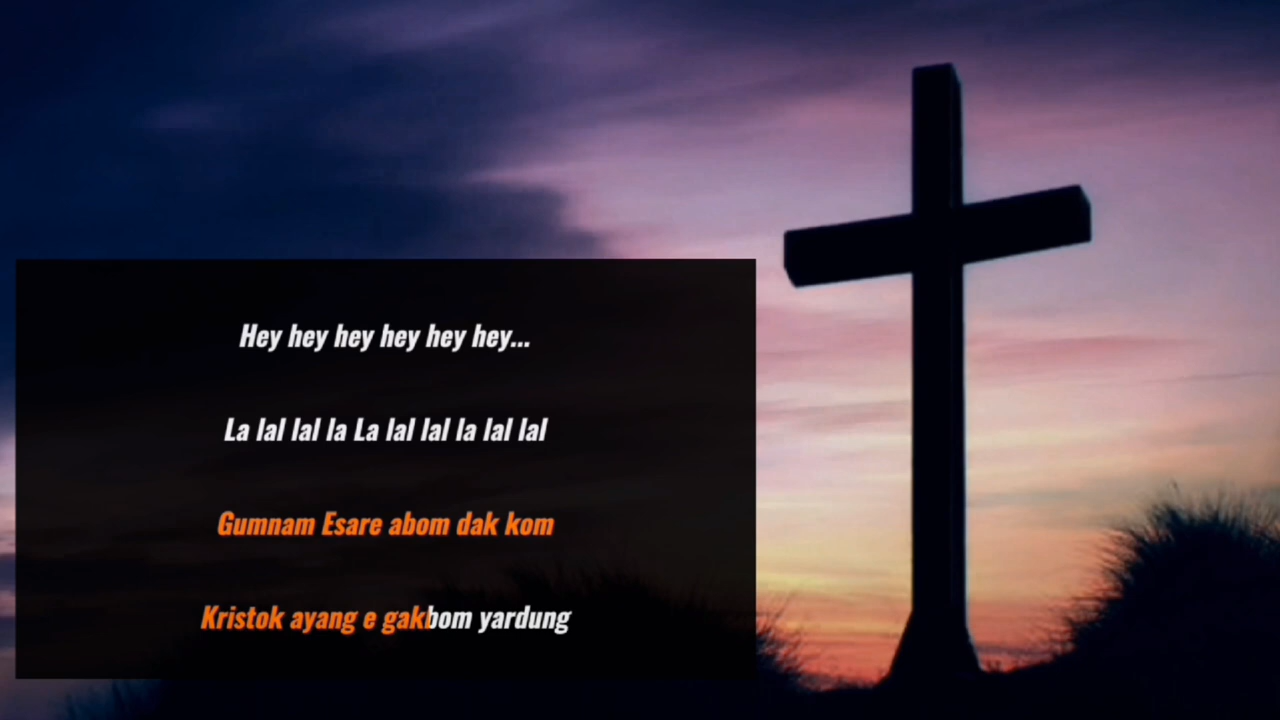 Hey hey hey hey hey hey...
La lal lal la La lal lal la lal lal
Gumnam Esare abom dak kom
Kristok ayang e gakbom yardung